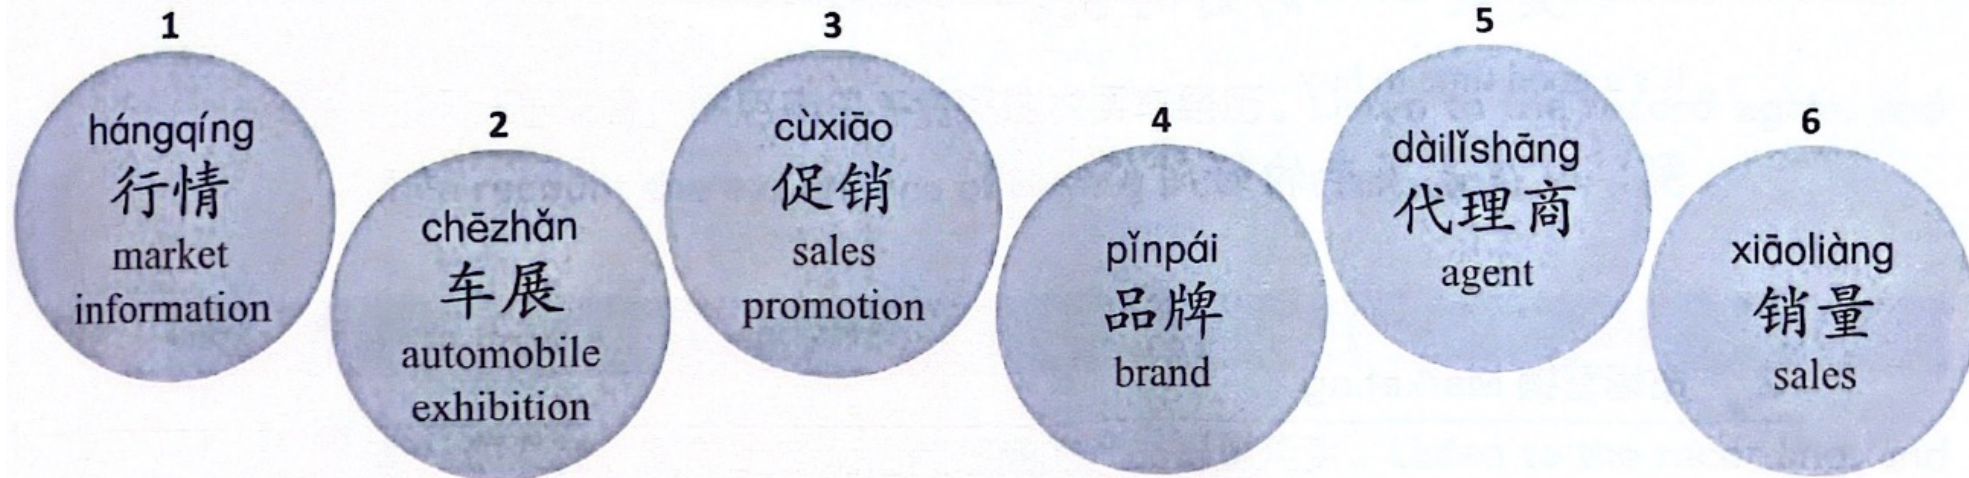 1
hángqíng
行情
market
information
2
chēzhǎn
车展
automobile
exhibition
3
cùxiāo
促销
sales
promotion
4
pǐnpái
品牌
brand
5
dàilǐshāng
代理商
agent
6
xiāoliàng
销量
sales